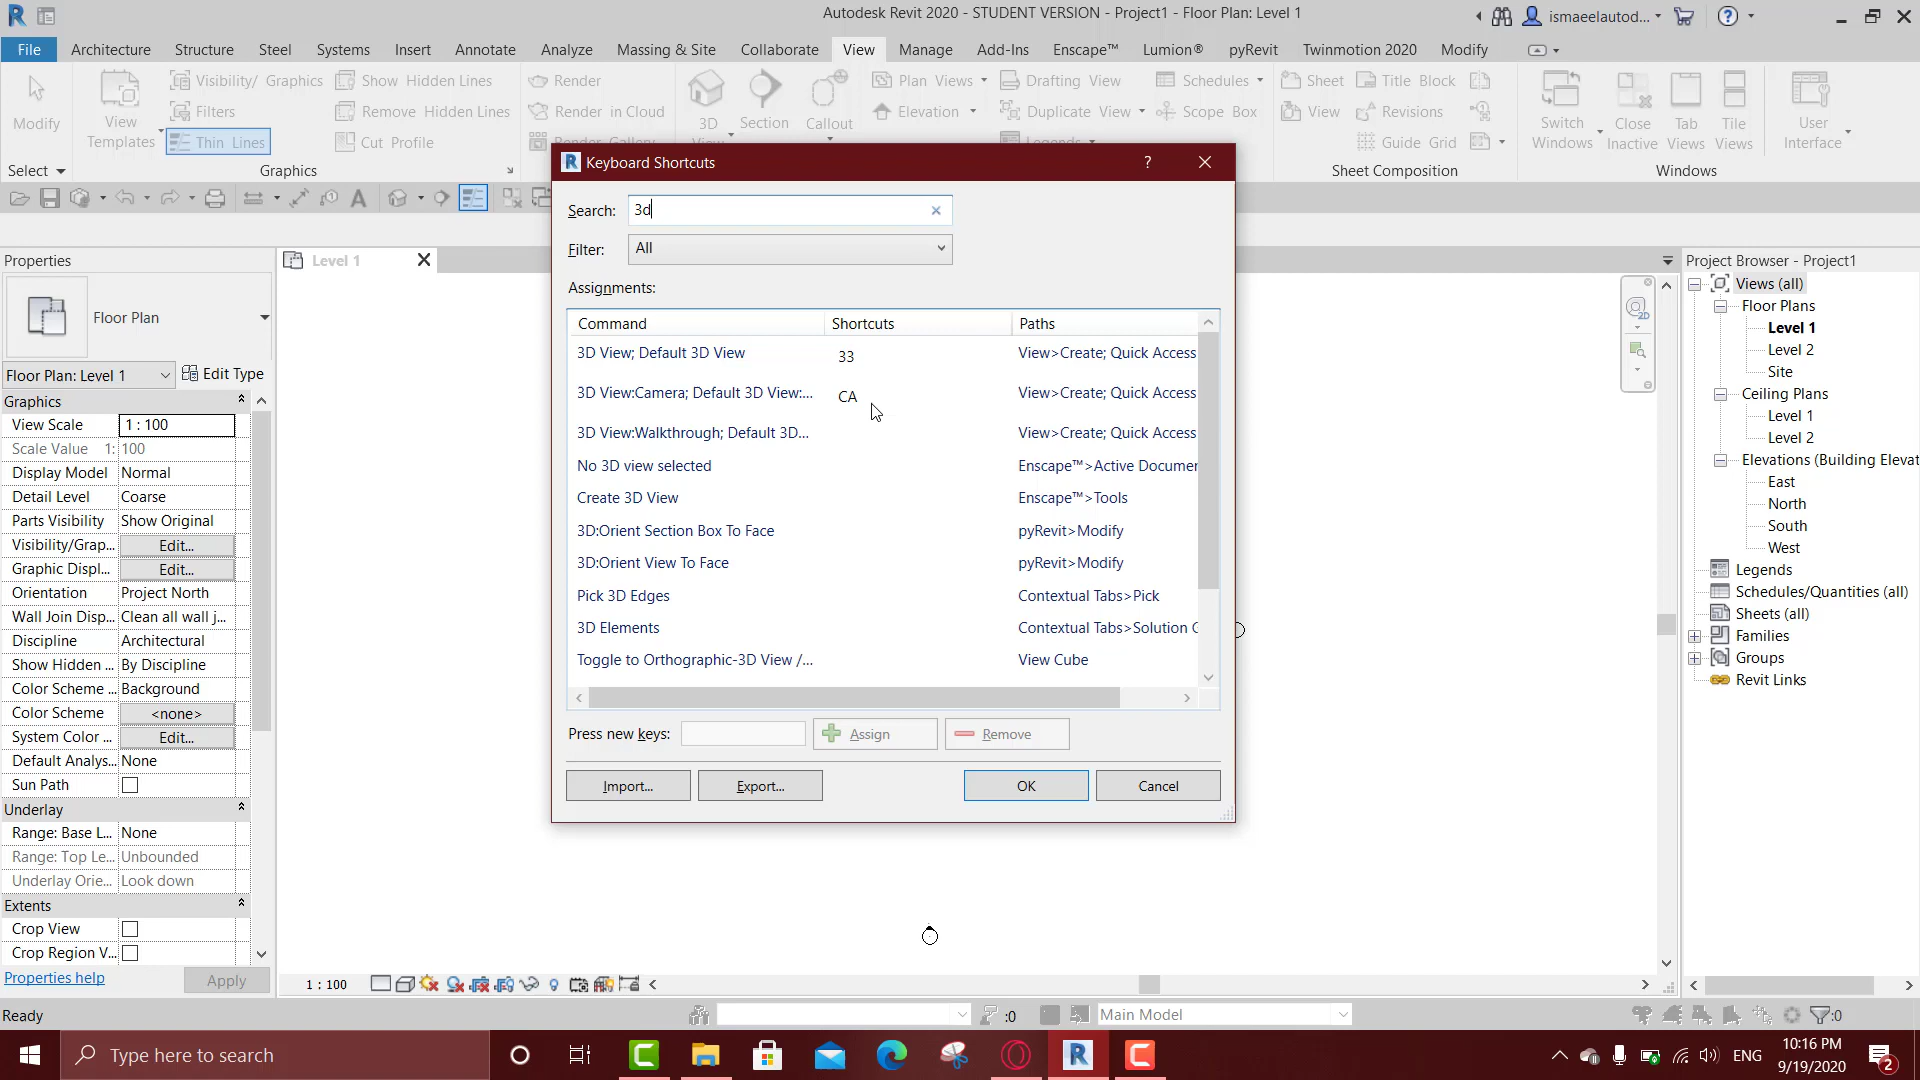 Autodesk Revit 2020 - STUDENT VERSION - Project1 - Floor Plan: Level 1
ismaeelautod...
File Architecture Structure Steel Systems Insert Annotate Analyze Massing & Site Collaborate View Manage Add-Ins Enscape™ Lumion® pyRevit Twinmotion 2020 Modify
Modify
View
Templates
Visibility/ Graphics
Filters
Thin Lines
Show Hidden Lines
Remove Hidden Lines
Cut Profile
Render
Render in Cloud
Render Gallery
3D
View
Section
Callout
Plan Views
Elevation
Drafting View
Duplicate View
Legends
Schedules
Scope Box
Sheet
View
Title Block
Revisions
Guide Grid
Switch
Windows
Close
Inactive
Tab
Views
Tile
Views
User
Interface
Select
Graphics
Sheet Composition
Windows
Keyboard Shortcuts
?
Search: 3d
Filter: All
Assignments:
Command Shortcuts Paths
3D View; Default 3D View 33 View>Create; Quick Access
3D View:Camera; Default 3D View:... CA View>Create; Quick Access
3D View:Walkthrough; Default 3D... View>Create; Quick Access
No 3D view selected Enscape™>Active Documen
Create 3D View Enscape™>Tools
3D:Orient Section Box To Face pyRevit>Modify
3D:Orient View To Face pyRevit>Modify
Pick 3D Edges Contextual Tabs>Pick
3D Elements Contextual Tabs>Solution
Toggle to Orthographic-3D View /... View Cube
Press new keys: Assign Remove
Import... Export... OK Cancel
Properties
Level 1
Floor Plan
Floor Plan: Level 1 Edit Type
Graphics
View Scale 1 : 100
Scale Value 1: 100
Display Model Normal
Detail Level Coarse
Parts Visibility Show Original
Visibility/Grap... Edit...
Graphic Displ... Edit...
Orientation Project North
Wall Join Disp... Clean all wall j...
Discipline Architectural
Show Hidden ... By Discipline
Color Scheme ... Background
Color Scheme <none>
System Color ... Edit...
Default Analys... None
Sun Path
Underlay
Range: Base L... None
Range: Top Le... Unbounded
Underlay Orie... Look down
Extents
Crop View
Crop Region V...
Properties help Apply
2D
Project Browser - Project1
Views (all)
Floor Plans
Level 1
Level 2
Site
Ceiling Plans
Level 1
Level 2
Elevations (Building Elevat
East
North
South
West
Legends
Schedules/Quantities (all)
Sheets (all)
Families
Groups
Revit Links
1 : 100
Ready
:0
Main Model
:0
Type here to search
ENG
10:16 PM
9/19/2020
2